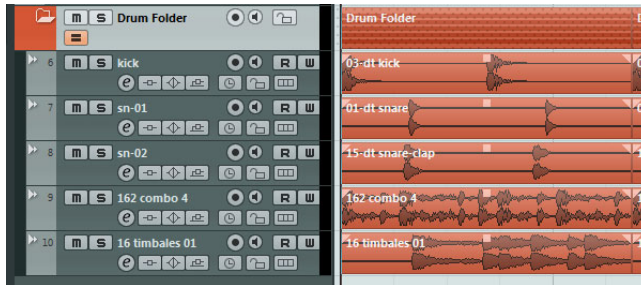 m S Drum Folder
Drum Folder
6 m S kick R W
03-dt kick
e
7 m S sn-01 R W
01-dt snare
e
8 m S sn-02 R W
15-dt snare-clap
e
9 m S 162 combo 4 R W
162 combo 4
e
10 m S 16 timbales 01 R W
16 timbales 01
e